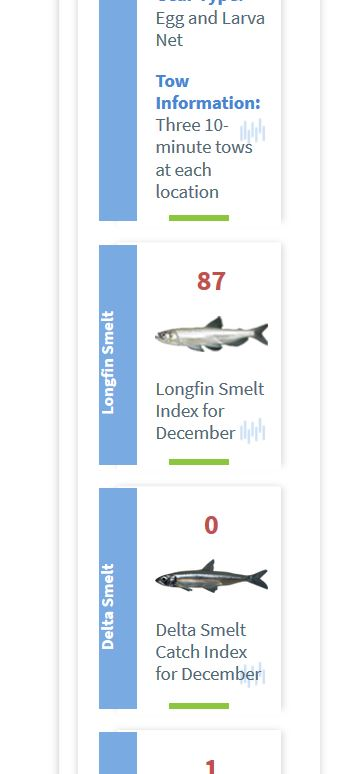 Egg and Larva
Net
Tow
Information:
Three 10-
minute tows
at each
location
Longfin Smelt
87
Longfin Smelt
Index for
December
Delta Smelt
0
Delta Smelt
Catch Index
for December
1